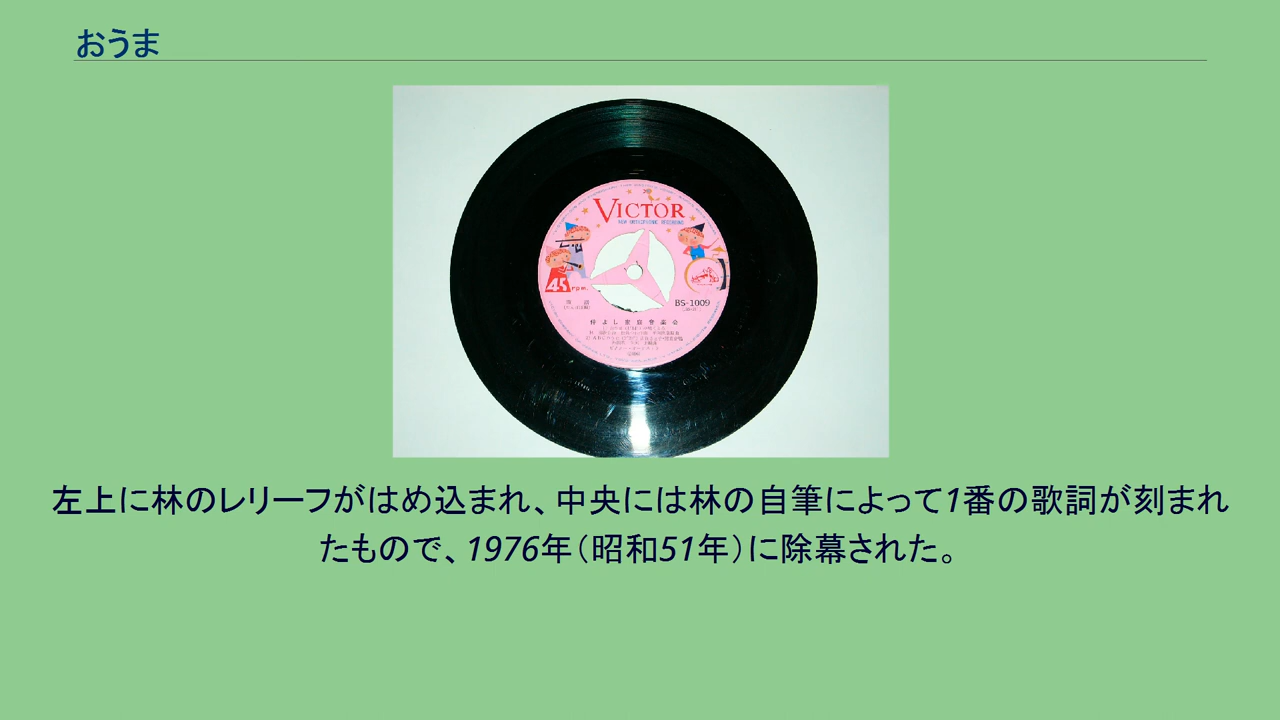 おうま
VICTOR
45 rpm.
BS-1009
仲よし家庭音楽会
左上に林のレリーフがはめ込まれ、中央には林の自筆によって1番の歌詞が刻まれ
たもので、1976年（昭和51年）に除幕された。